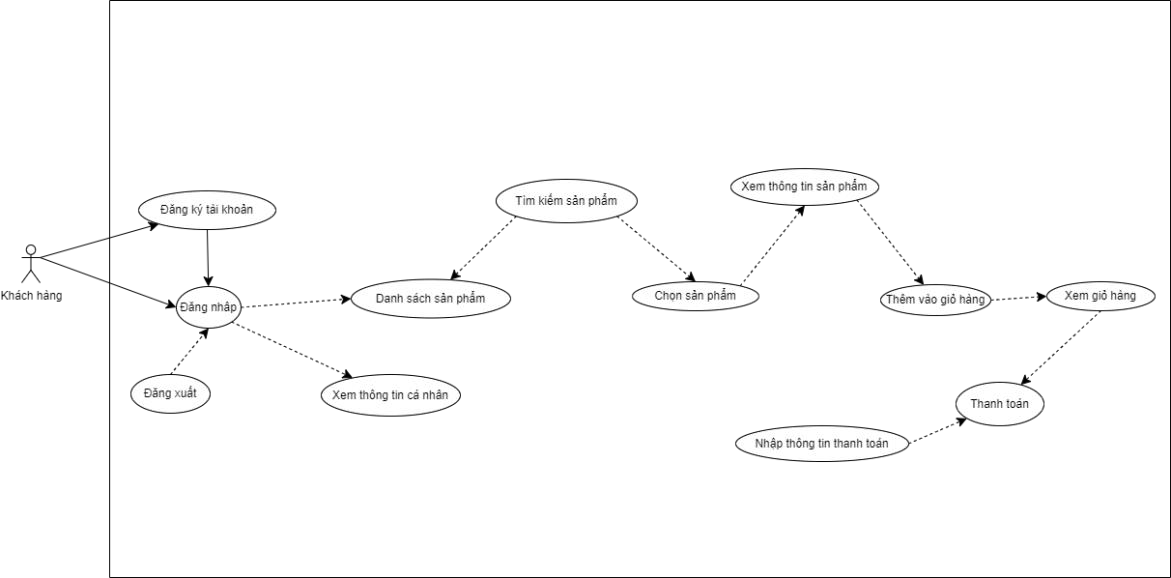 Tìm kiếm sản phẩm
Xem thông tin sản phẩm
Đăng ký tài khoản
Khách hàng
Đăng nhập
Danh sách sản phẩm
Chọn sản phẩm
Thêm vào giỏ hàng
Xem giỏ hàng
Đăng xuất
Xem thông tin cá nhân
Thanh toán
Nhập thông tin thanh toán